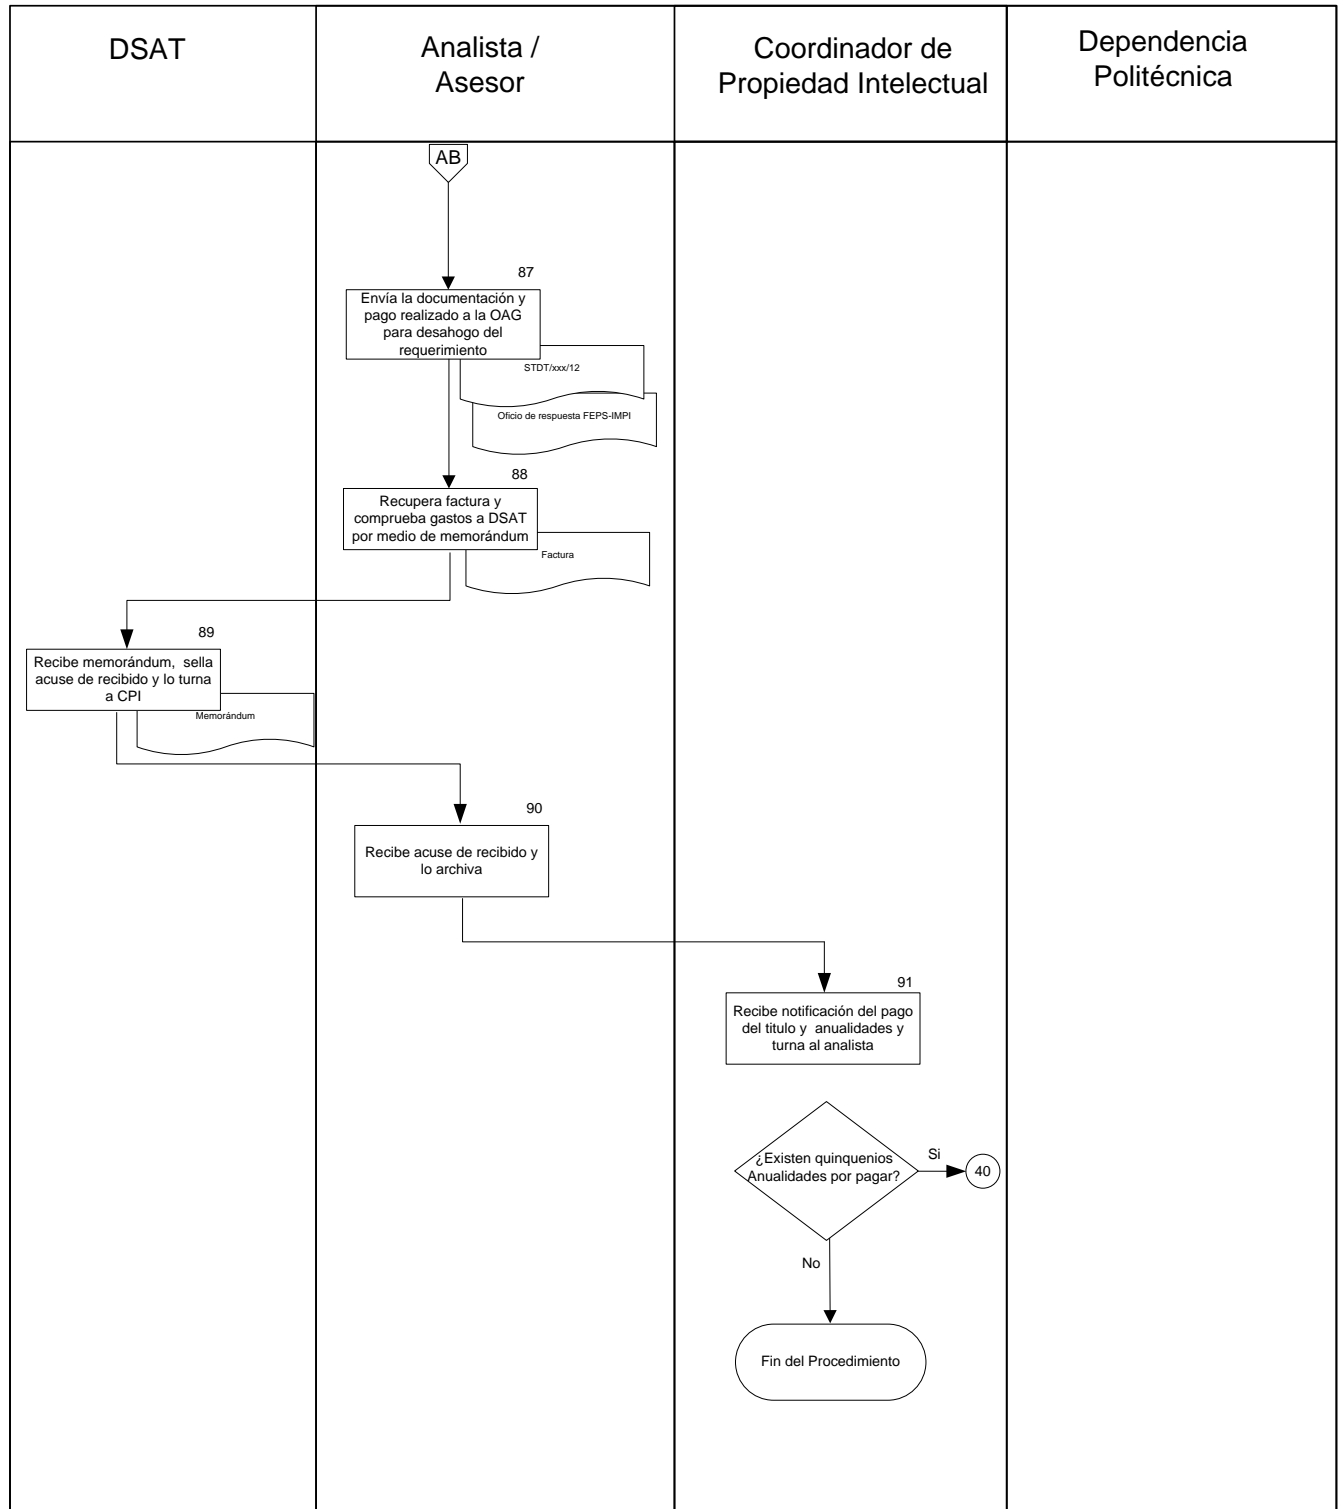 DSAT
Analista /
Asesor
Coordinador de
Propiedad Intelectual
Dependencia
Politécnica
AB
87
Envía la documentación y
pago realizado a la OAG
para desahogo del
requerimiento
STDT/xxx/12
Oficio de respuesta FEPS-IMPI
88
Recupera factura y
comprueba gastos a DSAT
por medio de memorándum
Factura
89
Recibe memorándum, sella
acuse de recibido y lo turna
a CPI
Memorándum
90
Recibe acuse de recibido y
lo archiva
91
Recibe notificación del pago
del titulo y anualidades y
turna al analista
¿Existen quinquenios
Anualidades por pagar?
Si
40
No
Fin del Procedimiento